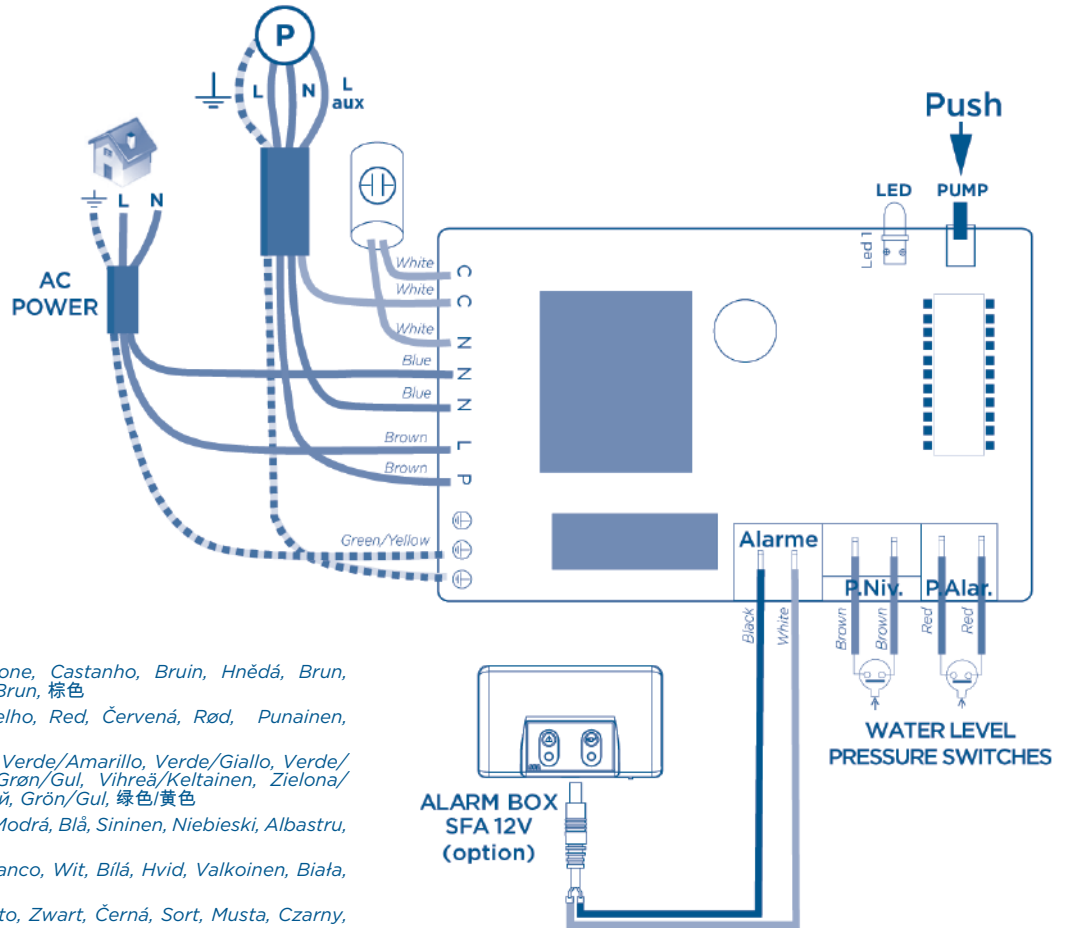 P
L
N
L
aux
Push
LED
PUMP
Led 1
L
N
AC
POWER
White
C
White
C
White
N
Blue
N
Blue
N
Brown
L
Brown
P
Green/Yellow
Alarme
P.Niv.
P.Alar.
Black
White
Brown
Brown
Red
Red
WATER LEVEL
PRESSURE SWITCHES
ALARM BOX
SFA 12V
(option)
one, Castanho, Bruin, Hnědá, Brun,
Brun, 棕色
elho, Red, Červená, Rød, Punainen,
Verde/Amarillo, Verde/Giallo, Verde/
Grøn/Gul, Vihreä/Keltainen, Zielona/
й, Grön/Gul, 绿色/黄色
Modrá, Blå, Sininen, Niebieski, Albastru,
anco, Wit, Bílá, Hvid, Valkoinen, Biała,
to, Zwart, Černá, Sort, Musta, Czarny,